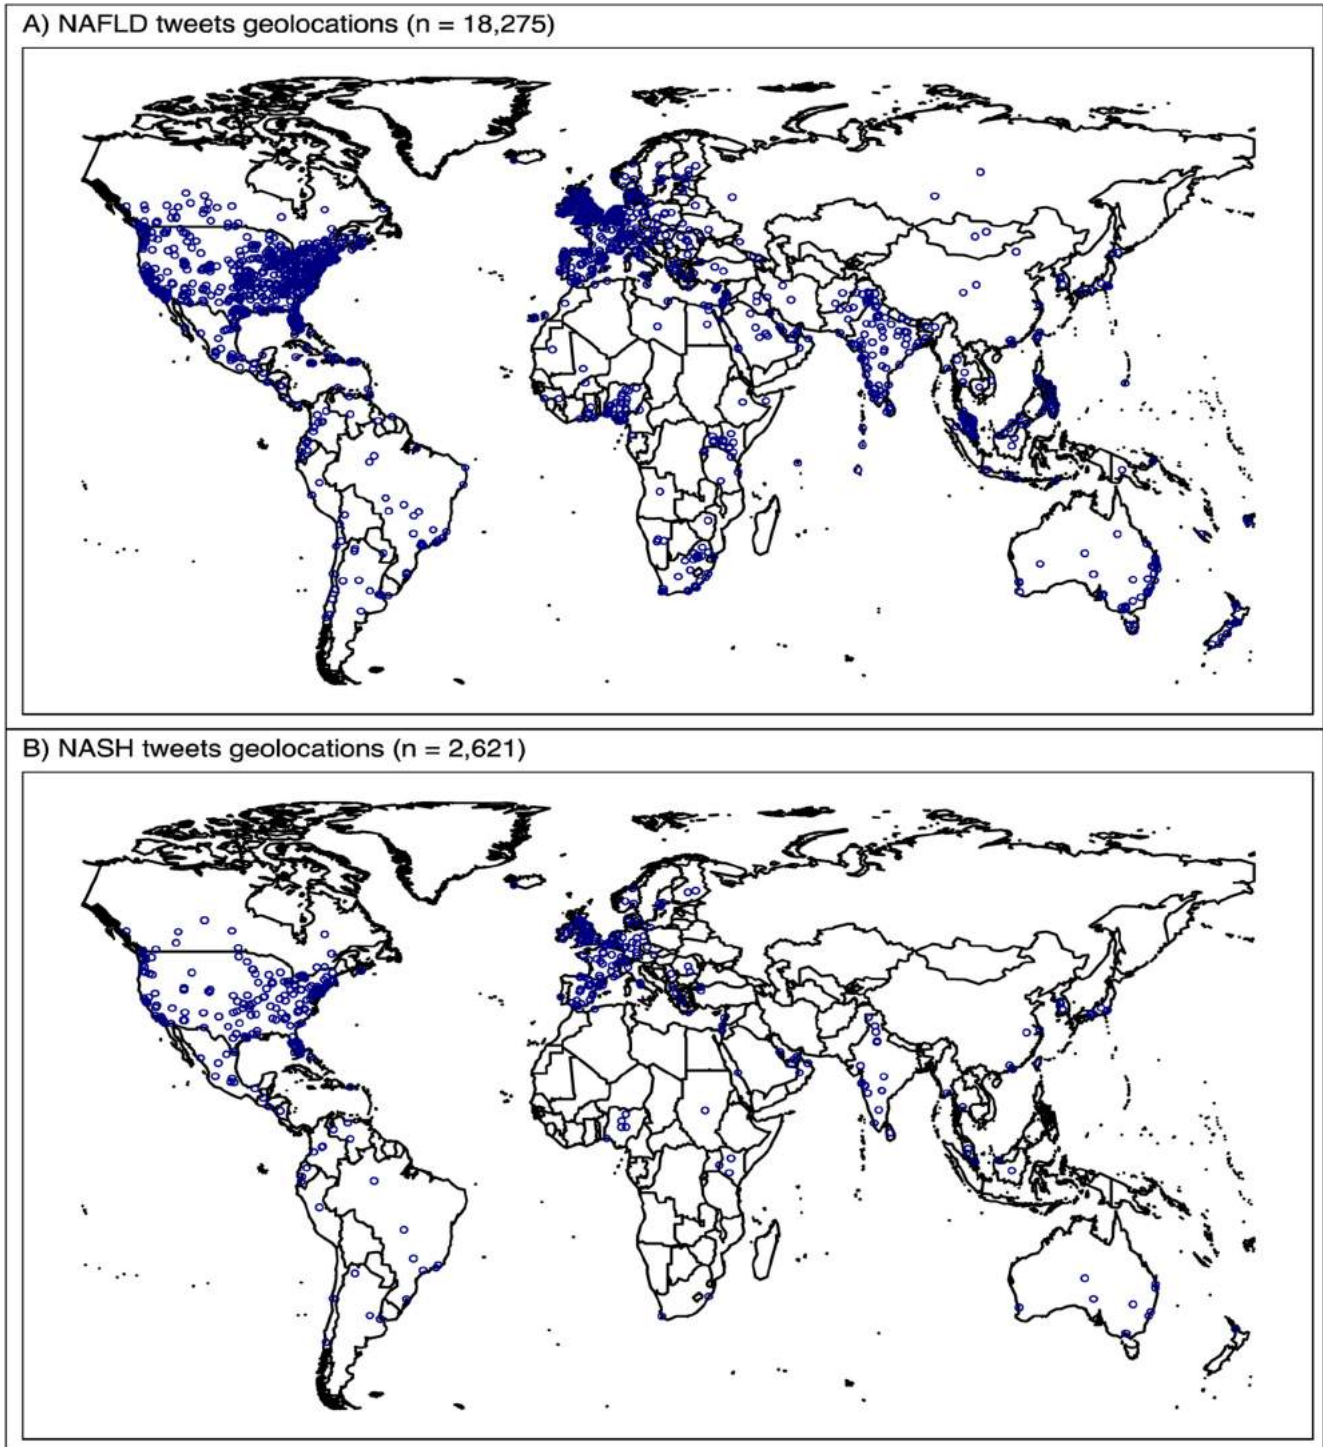 A) NAFLD tweets geolocations (n = 18,275)
B) NASH tweets geolocations (n = 2,621)